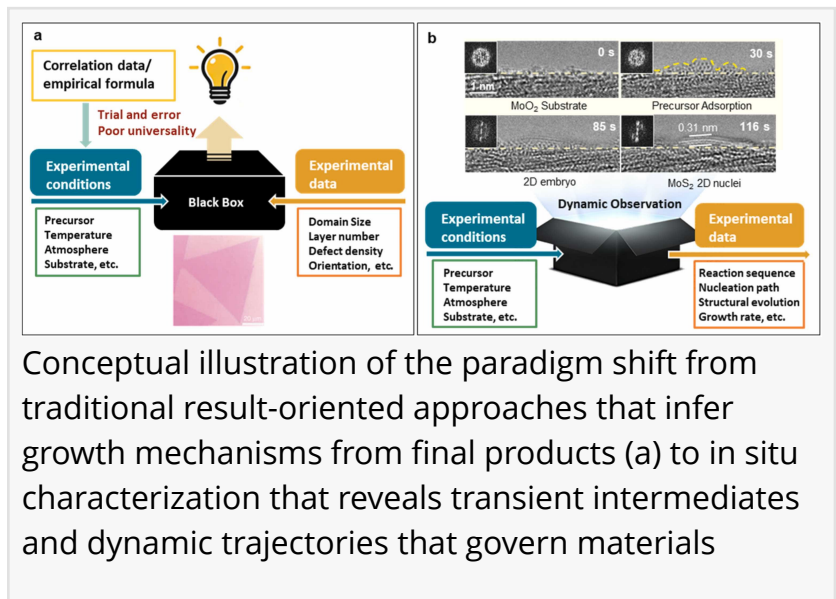 a
Correlation data/
empirical formula
Trial and error
Poor universality
Experimental
conditions
Black Box
Experimental
data
Precursor
Temperature
Atmosphere
Substrate, etc.
Domain Size
Layer number
Defect density
Orientation, etc.
b
0 s
1 nm
MoO₂ Substrate
30 s
Precursor Adsorption
85 s
2D embryo
0.31 nm
116 s
MoS₂ 2D nuclei
Dynamic Observation
Experimental
conditions
Experimental
data
Precursor
Temperature
Atmosphere
Substrate, etc.
Reaction sequence
Nucleation path
Structural evolution
Growth rate, etc.
Conceptual illustration of the paradigm shift from
traditional result-oriented approaches that infer
growth mechanisms from final products (a) to in situ
characterization that reveals transient intermediates
and dynamic trajectories that govern materials